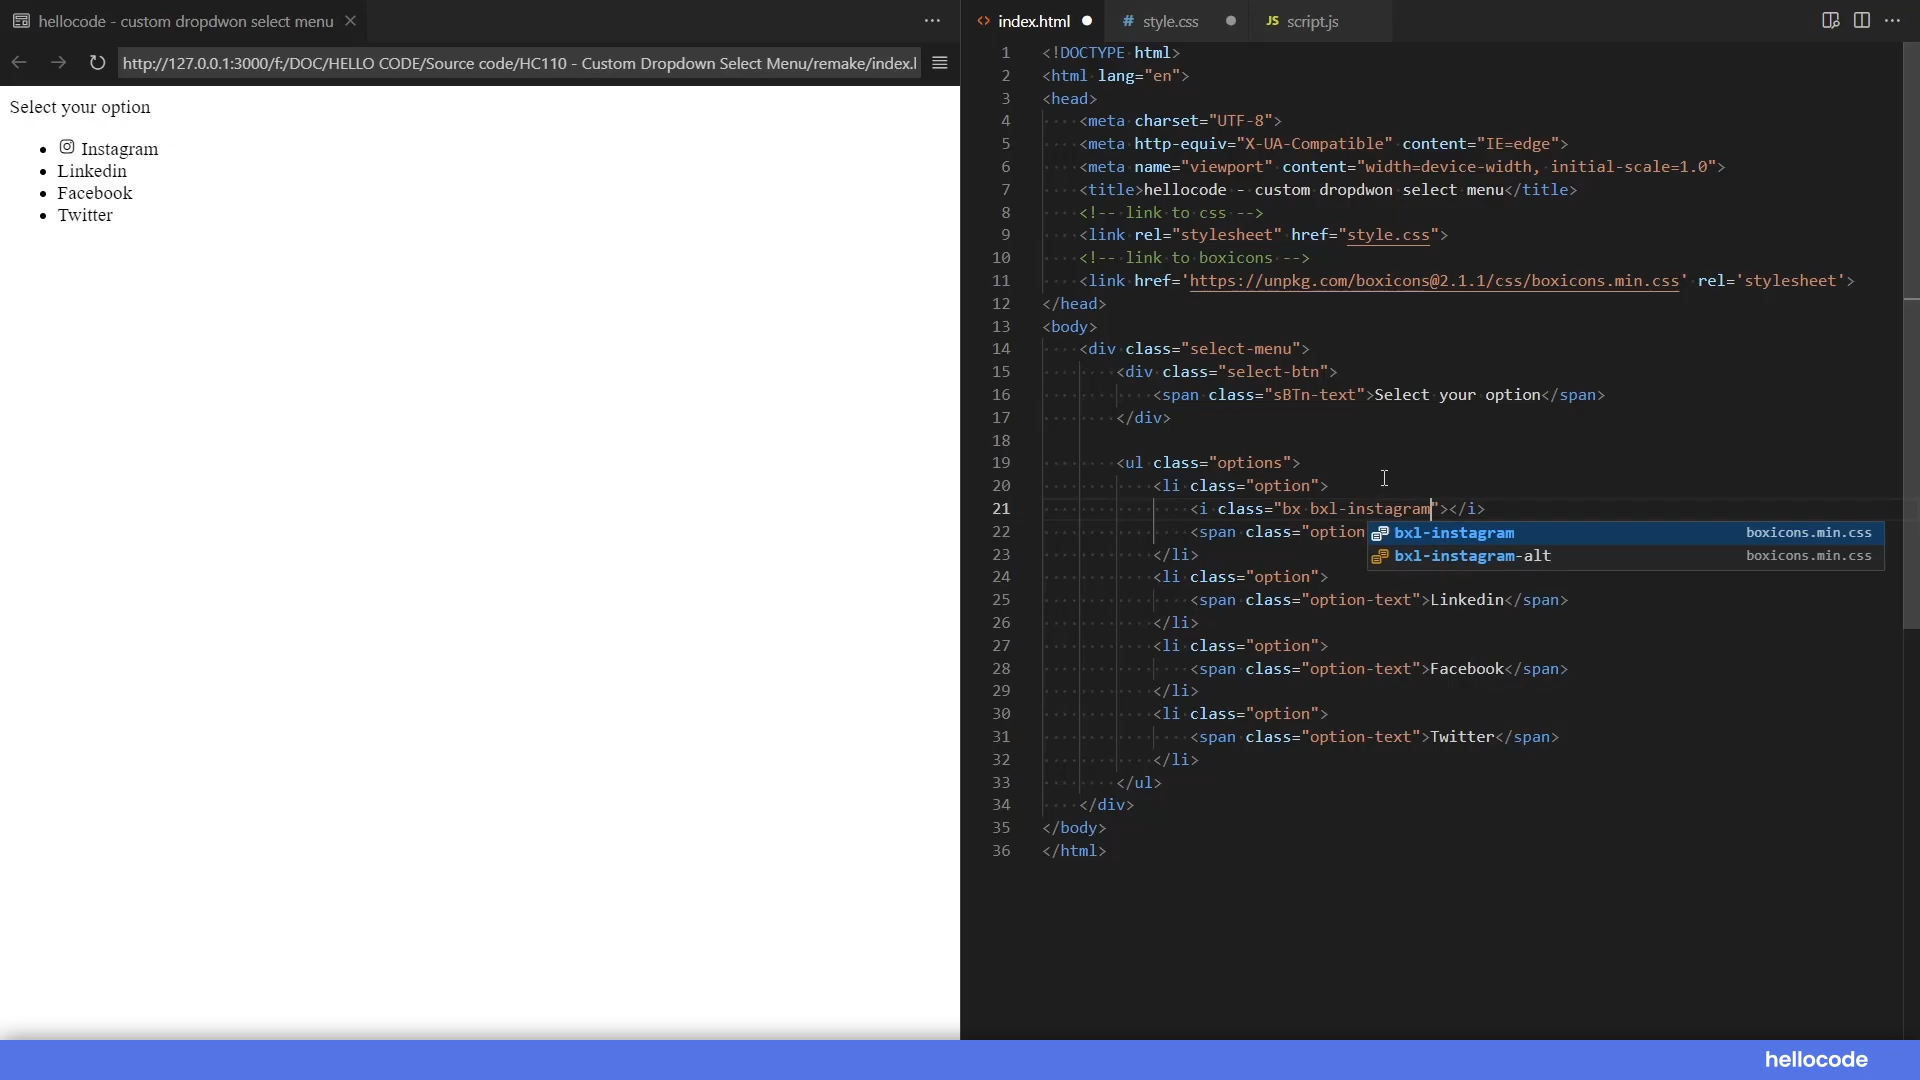 hellocode - custom dropdwon select menu
http://127.0.0.1:3000/f:/DOC/HELLO CODE/Source code/HC110 - Custom Dropdown Select Menu/remake/index.l
Select your option
Instagram
Linkedin
Facebook
Twitter
index.html
# style.css
JS script.js
1 <!DOCTYPE html>
2 <html lang="en">
3 <head>
4 <meta charset="UTF-8">
5 <meta http-equiv="X-UA-Compatible" content="IE=edge">
6 <meta name="viewport" content="width=device-width, initial-scale=1.0">
7 <title>hellocode - custom dropdwon select menu</title>
8 <!-- link to css -->
9 <link rel="stylesheet" href="style.css">
10 <!-- link to boxicons -->
11 <link href='https://unpkg.com/boxicons@2.1.1/css/boxicons.min.css' rel='stylesheet'>
12 </head>
13 <body>
14 <div class="select-menu">
15 <div class="select-btn">
16 <span class="sBTn-text">Select your option</span>
17 </div>
18
19 <ul class="options">
20 <li class="option">
21 <i class="bx bxl-instagram"></i>
22 <span class="option
bxl-instagram boxicons.min.css
bxl-instagram-alt boxicons.min.css
23 </li>
24 <li class="option">
25 <span class="option-text">Linkedin</span>
26 </li>
27 <li class="option">
28 <span class="option-text">Facebook</span>
29 </li>
30 <li class="option">
31 <span class="option-text">Twitter</span>
32 </li>
33 </ul>
34 </div>
35 </body>
36 </html>
hellocode